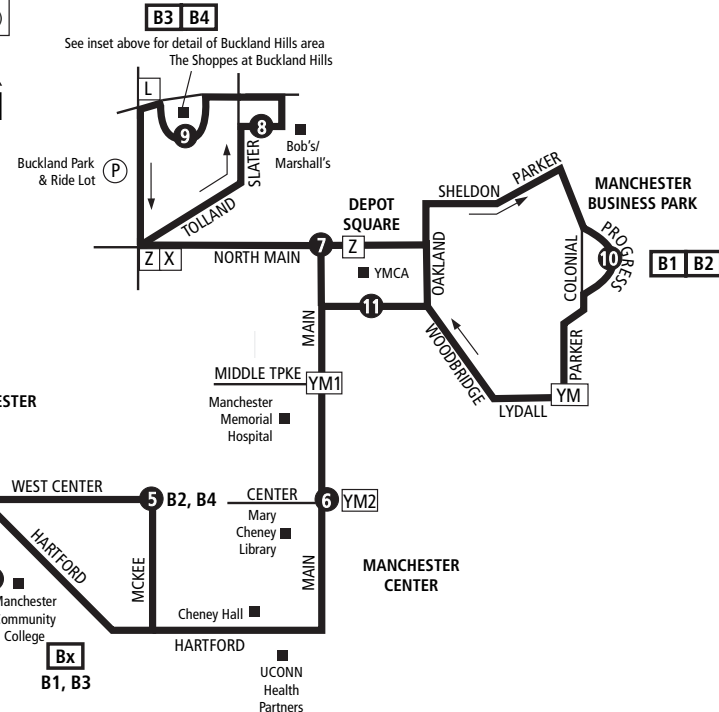 B3 B4
See inset above for detail of Buckland Hills area
The Shoppes at Buckland Hills
L
9
8
Bob's/
Marshall's
SLATER
Buckland Park
& Ride Lot
P
TOLLAND
Z X
NORTH MAIN
7
Z
DEPOT
SQUARE
YMCA
SHELDON
PARKER
MANCHESTER
BUSINESS PARK
OAKLAND
COLONIAL
PROGRESS
10
B1 B2
11
MAIN
WOODBRIDGE
PARKER
YM
LYDALL
MIDDLE TPKE
YM1
Manchester
Memorial
Hospital
WEST CENTER
5
B2, B4
CENTER
6
YM2
Mary
Cheney
Library
MAIN
MANCHESTER
CENTER
HARTFORD
MCKEE
Cheney Hall
HARTFORD
College
Bx
B1, B3
UCONN
Health
Partners